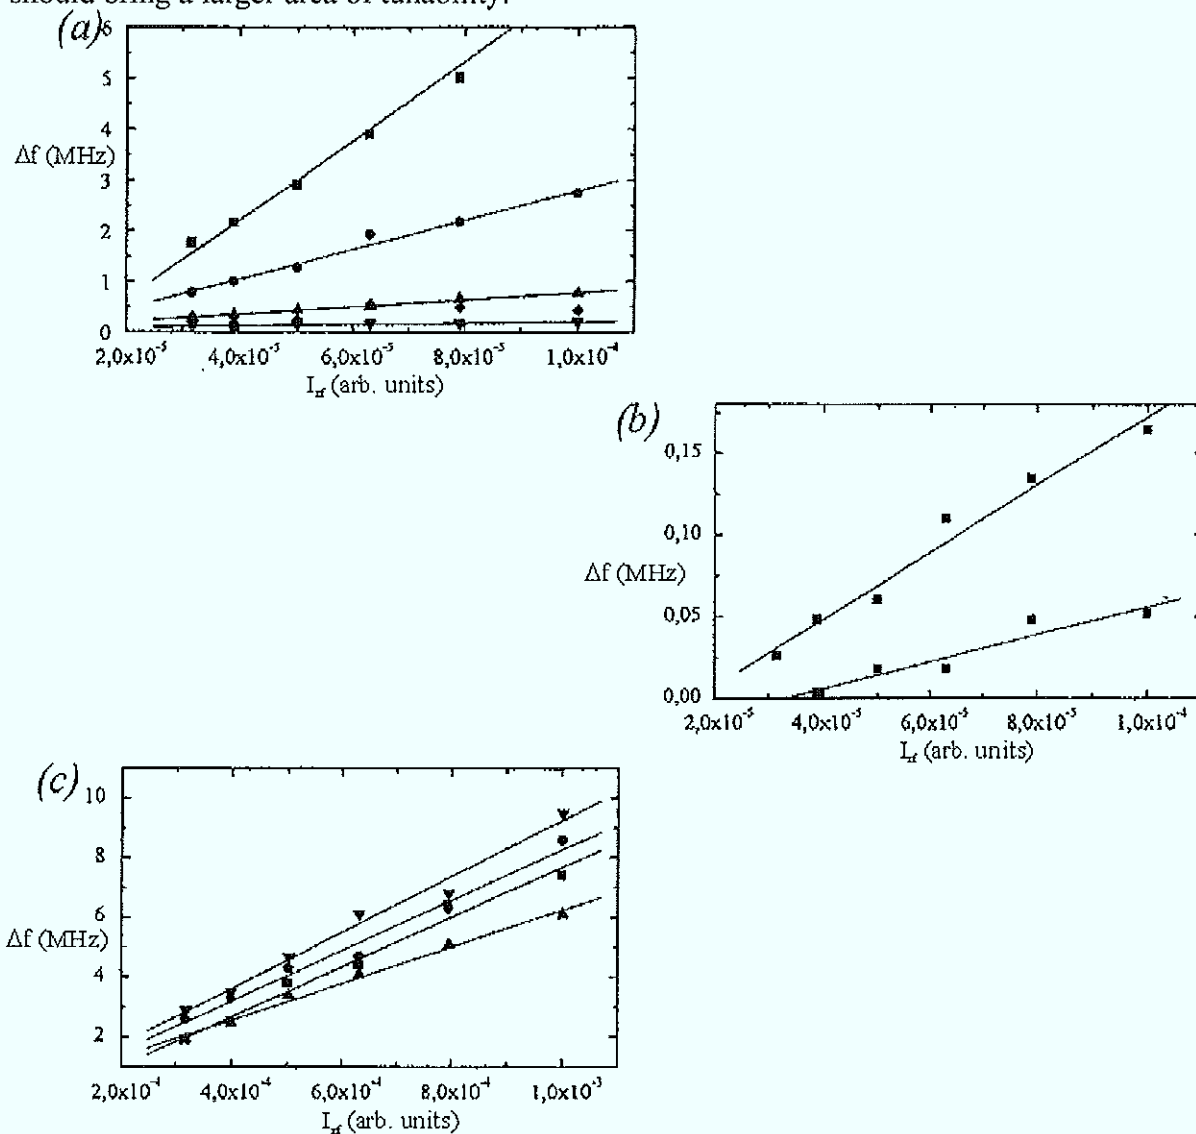 should bring a larger area of tunability.
(a)
6
5
4
Δf (MHz)
3
2
1
0
2,0x10⁻⁵ 4,0x10⁻⁵ 6,0x10⁻⁵ 8,0x10⁻⁵ 1,0x10⁻⁴
I_rf (arb. units)
(b)
0,15
0,10
Δf (MHz)
0,05
0,00
2,0x10⁻⁵ 4,0x10⁻⁵ 6,0x10⁻⁵ 8,0x10⁻⁵ 1,0x10⁻⁴
I_rf (arb. units)
(c)
10
8
6
Δf (MHz)
4
2
2,0x10⁻⁴ 4,0x10⁻⁴ 6,0x10⁻⁴ 8,0x10⁻⁴ 1,0x10⁻³
I_rf (arb. units)